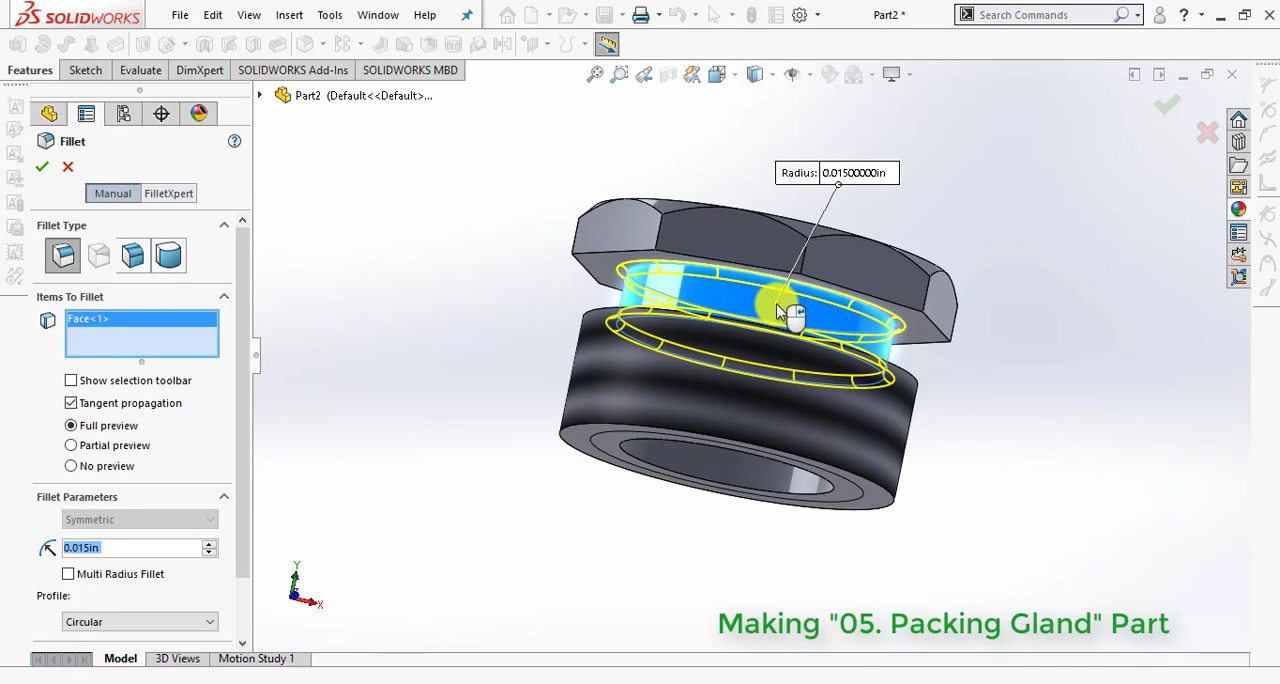 SOLIDWORKS
File Edit View Insert Tools Window Help
Part2 *
Search Commands
?
Features Sketch Evaluate DimXpert SOLIDWORKS Add-Ins SOLIDWORKS MBD
Part2 (Default<<Default>...
Fillet
?
Manual FilletXpert
Radius: 0.01500000in
Fillet Type
Items To Fillet
Face<1>
Show selection toolbar
Tangent propagation
Full preview
Partial preview
No preview
Fillet Parameters
Symmetric
0.015in
Multi Radius Fillet
Profile:
Circular
Y
X
Making "05. Packing Gland" Part
Model 3D Views Motion Study 1